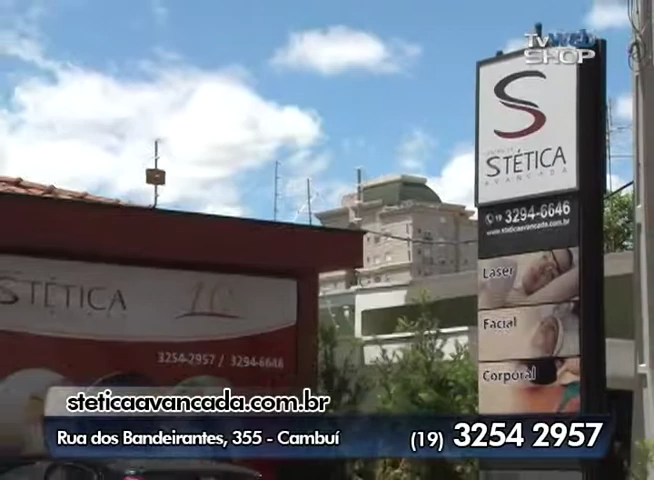 TV WEB
SHOP
S
STÉTICA
AVANÇADA
19 3294-6646
www.steticaavancada.com.br
Laser
Facial
Corporal
STÉTICA
10
3254-2957 / 3294-6646
steticaavancada.com.br
Rua dos Bandeirantes, 355 - Cambuí
(19) 3254 2957